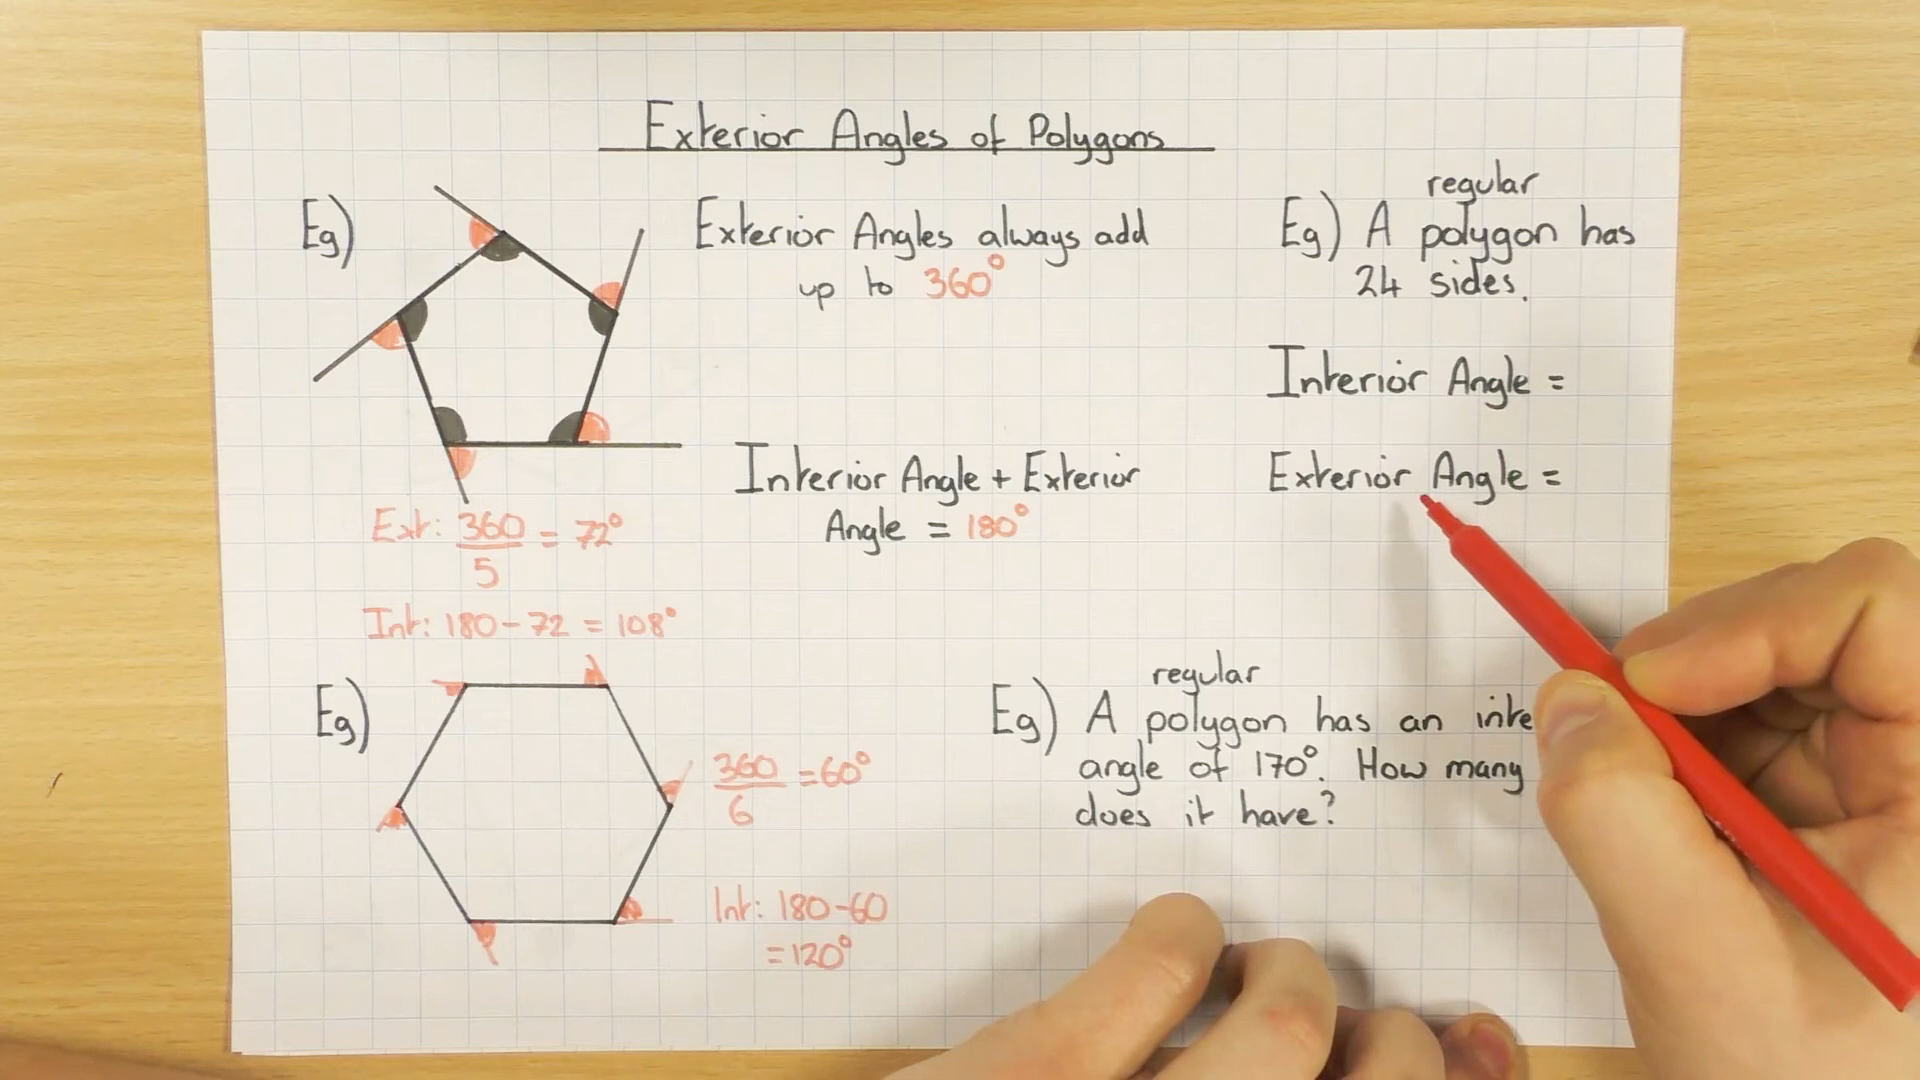 Exterior Angles of Polygons
Eg)
Exterior Angles always add
up to 360°
Interior Angle + Exterior
Angle = 180°
Ext: 360/5 = 72°
Int: 180 - 72 = 108°
Eg)
360/6 = 60°
Int: 180 - 60
= 120°
regular
Eg) A polygon has
24 sides.
Interior Angle =
Exterior Angle =
regular
Eg) A polygon has an inte
angle of 170°. How many
does it have?